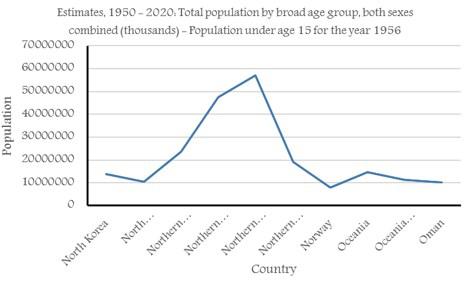 Estimates, 1950 - 2020: Total population by broad age group, both sexes
combined (thousands) - Population under age 15 for the year 1956
70000000
60000000
50000000
40000000
30000000
20000000
10000000
0
Population
North Korea
North...
Northern...
Northern...
Northern...
Northern...
Norway
Oceania
Oceania...
Oman
Country